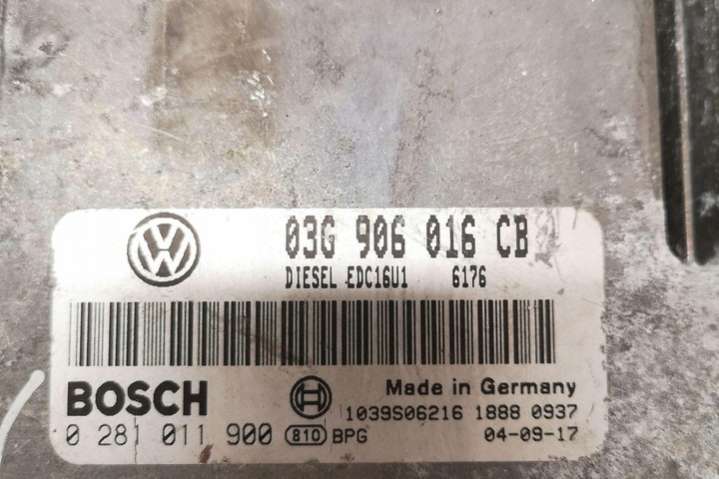 03G 906 016 CB
DIESEL EDC16U1 6176
BOSCH
Made in Germany
1039S06216 1888 0937
0 281 011 900 810 BPG 04-09-17